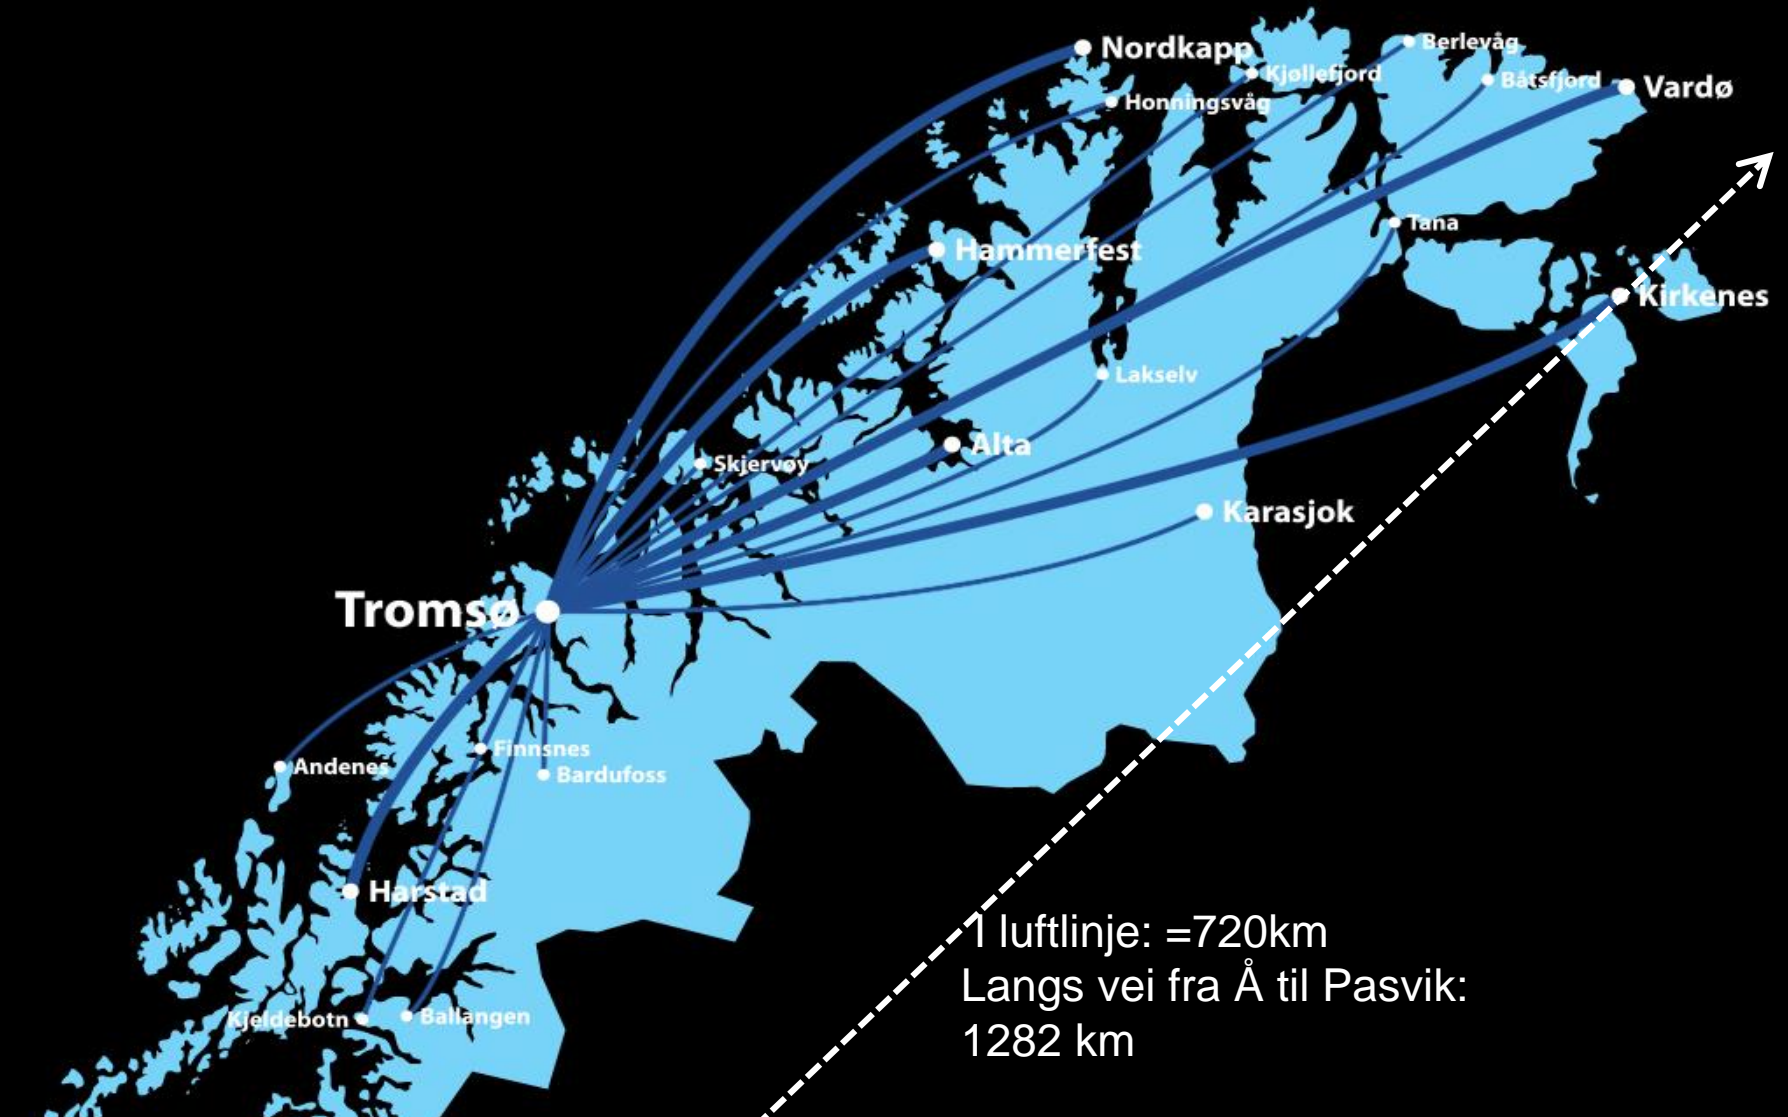 Nordkapp
Berlevåg
Kjøllefjord
Båtsfjord
Vardø
Honningsvåg
Tana
Hammerfest
Kirkenes
Lakselv
Alta
Skjervøy
Karasjok
Tromsø
Finnsnes
Andenes
Bardufoss
Harstad
I luftlinje: =720km
Langs vei fra Å til Pasvik:
1282 km
Kjeldebotn
Ballangen